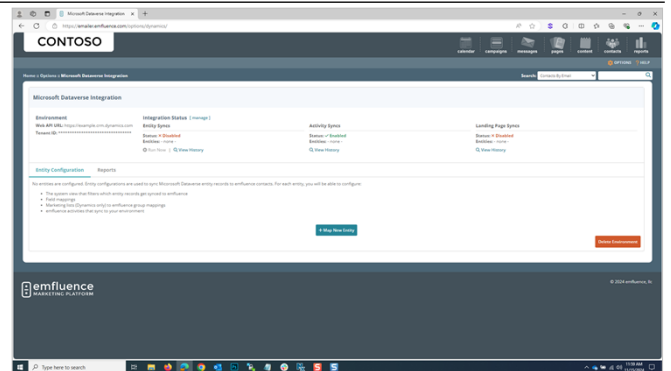 Microsoft Dataverse Integration
https://emailer.emfluence.com/options/dynamics/
CONTOSO
calendar campaigns messages pages content contacts reports
OPTIONS ? HELP
Home > Options > Microsoft Dataverse Integration
Search: Contacts By Email
Microsoft Dataverse Integration
Environment
Web API URL: https://example.crm.dynamics.com
Tenant ID: ********************************
Integration Status [ manage ]
Entity Syncs
Status: × Disabled
Entities: - none -
Run Now | View History
Activity Syncs
Status: ✓ Enabled
Entities: - none -
View History
Landing Page Syncs
Status: × Disabled
Entities: - none -
View History
Entity Configuration Reports
No entities are configured. Entity configurations are used to sync Microsoft Dataverse entity records to emfluence contacts. For each entity, you will be able to configure:
• The system view that filters which entity records get synced to emfluence
• Field mappings
• Marketing lists (Dynamics only) to emfluence group mappings
• emfluence activities that sync to your environment
+ Map New Entity
Delete Environment
emfluence
MARKETING PLATFORM
© 2024 emfluence, llc
Type here to search
11:08 AM